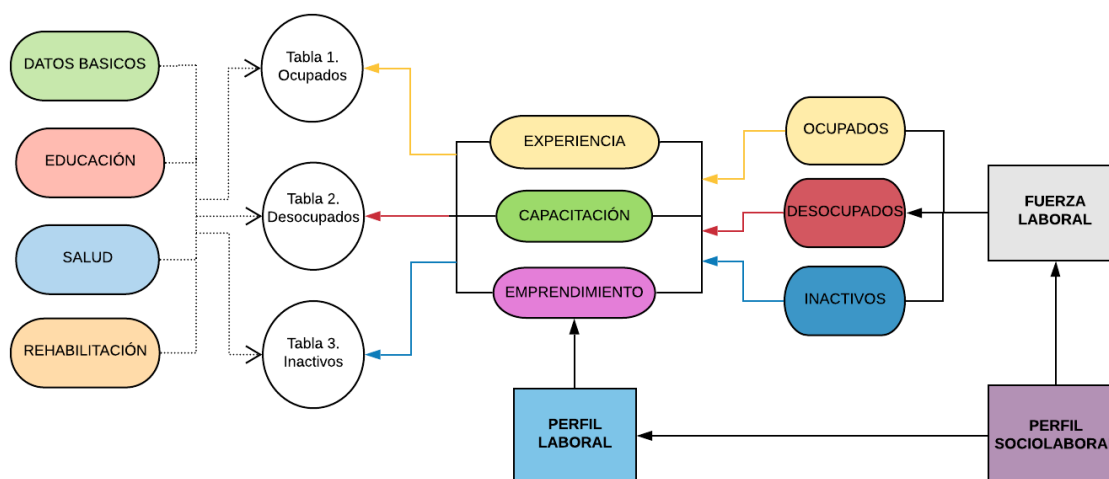 DATOS BASICOS
EDUCACIÓN
SALUD
REHABILITACIÓN
Tabla 1.
Ocupados
Tabla 2.
Desocupados
Tabla 3.
Inactivos
EXPERIENCIA
CAPACITACIÓN
EMPRENDIMIENTO
PERFIL
LABORAL
OCUPADOS
DESOCUPADOS
INACTIVOS
FUERZA
LABORAL
PERFIL
SOCIOLABORA